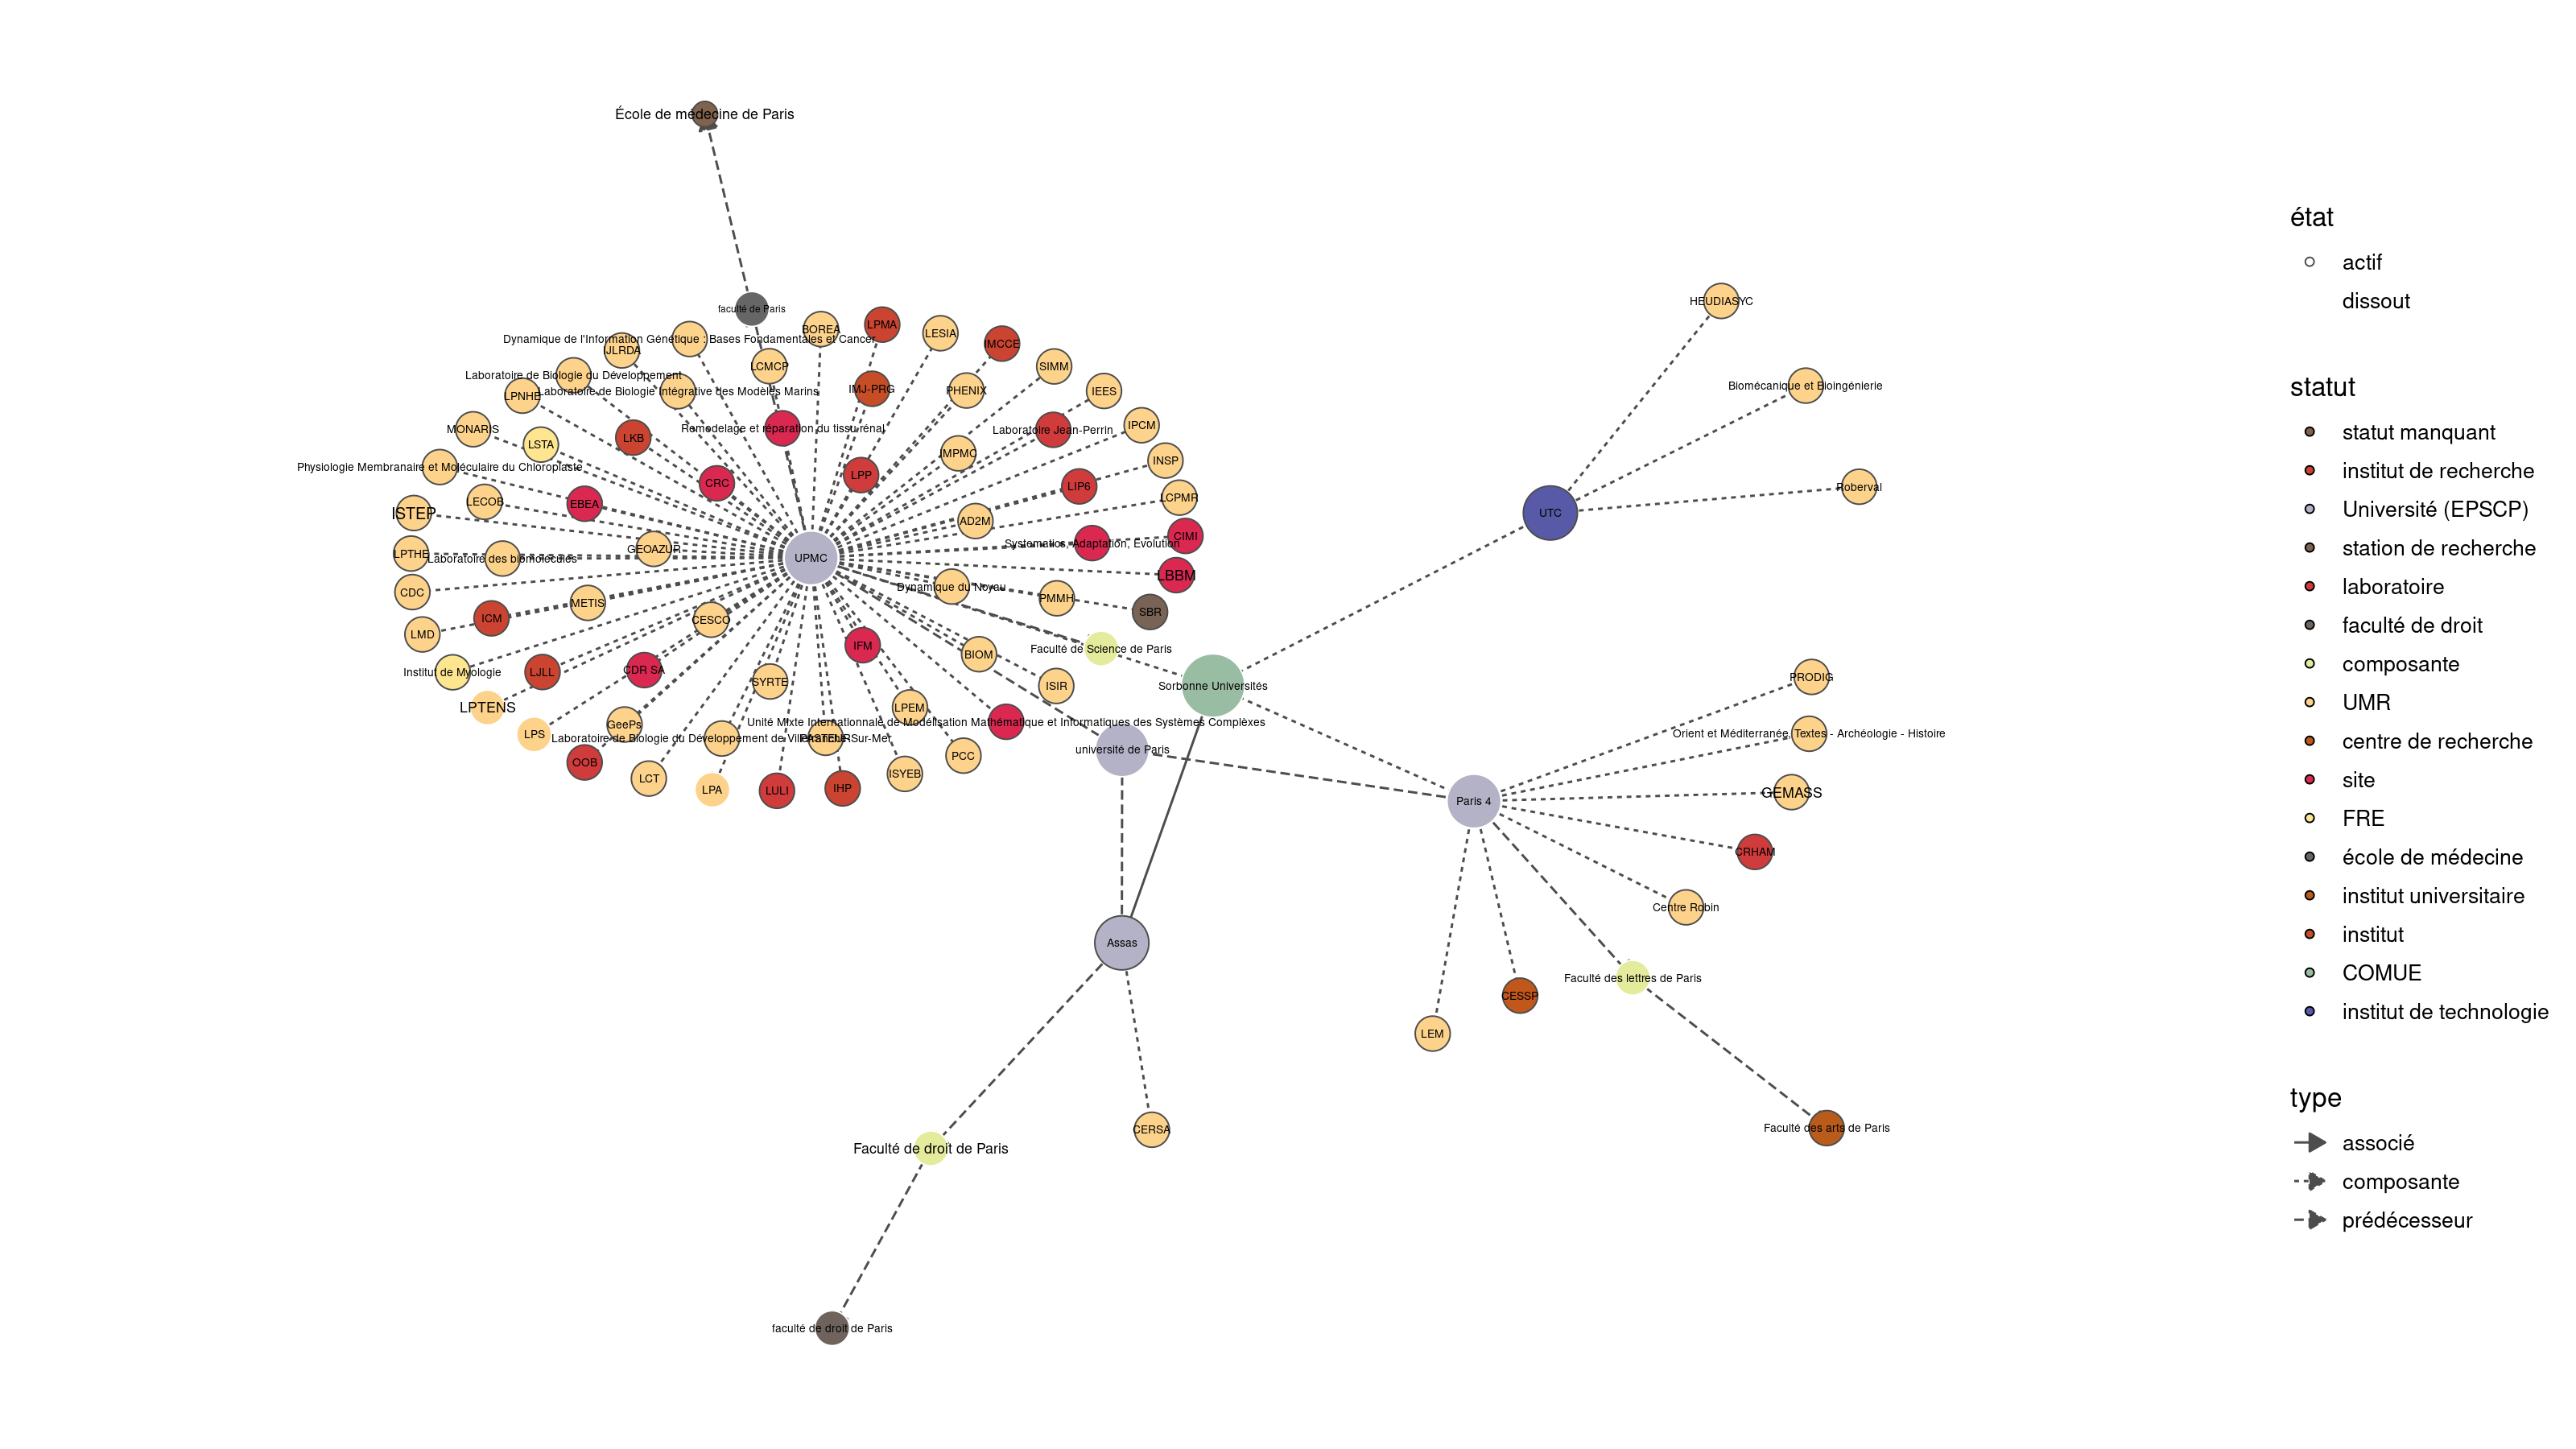 École de médecine de Paris
faculté de Paris
BOREA
LPMA
LESIA
IMCCE
Dynamique de l'Information Génétique : Bases Fondamentales et Cancer
JLRDA
LCMCP
SIMM
Laboratoire de Biologie du Développement
Laboratoire de Biologie Intégrative des Modèles Marins
IMJ-PRG
PHENIX
IEES
LPNHE
MONARIS
LSTA
LKB
Remodelage et réparation du tissu rénal
Laboratoire Jean-Perrin
IPCM
IMPMC
INSP
Physiologie Membranaire et Moléculaire du Chloroplaste
CRC
LPP
LIP6
LCPMR
LECOB
EBEA
ISTEP
AD2M
CIMI
Systematics, Adaptation, Evolution
GEOAZUR
LPTHE
Laboratoire des biomolécules
UPMC
LBBM
Dynamique du Noyau
CDC
METIS
PMMH
SBR
ICM
CESCO
LMD
IFM
Faculté de Science de Paris
BIOM
Institut de Myologie
LJLL
CDR SA
SYRTE
ISIR
Sorbonne Universités
LPTENS
LPEM
GeePs
Unité Mixte Internationale de Modélisation Mathématique et Informatiques des Systèmes Complexes
LPS
Laboratoire de Biologie du Développement de Villefranche-Sur-Mer
PASTEUR
université de Paris
OOB
PCC
LCT
ISYEB
LPA
LULI
IHP
HEUDIASYC
Biomécanique et Bioingénierie
Roberval
UTC
PRODIG
Orient et Méditerranée, Textes - Archéologie - Histoire
GEMASS
Paris 4
CRHAM
Centre Robin
Assas
Faculté des lettres de Paris
CESSP
LEM
Faculté des arts de Paris
CERSA
Faculté de droit de Paris
faculté de droit de Paris
état
actif
dissout
statut
statut manquant
institut de recherche
Université (EPSCP)
station de recherche
laboratoire
faculté de droit
composante
UMR
centre de recherche
site
FRE
école de médecine
institut universitaire
institut
COMUE
institut de technologie
type
associé
composante
prédécesseur